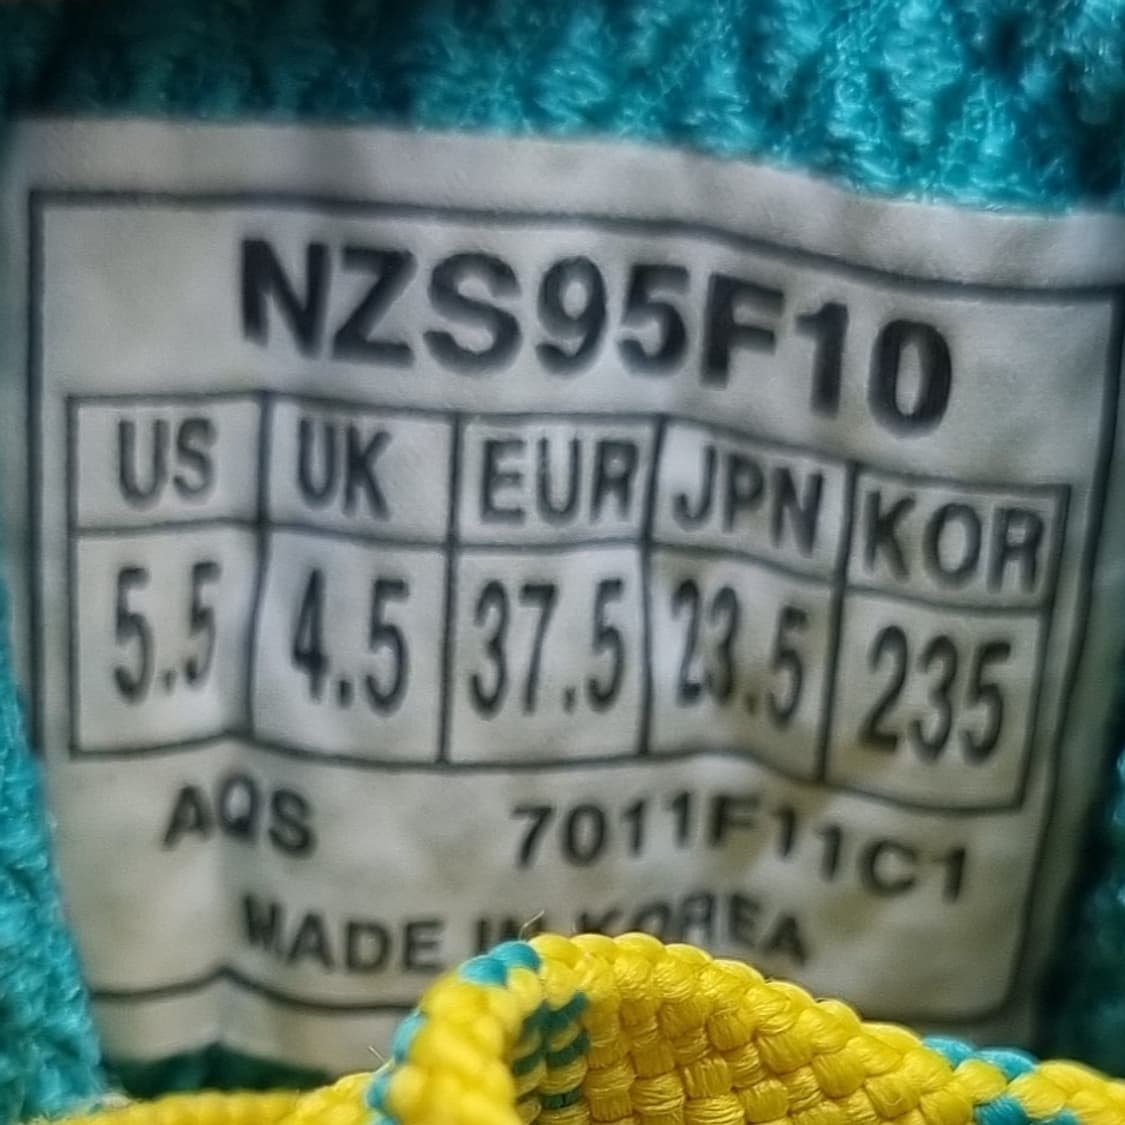 NZS95F10
US UK EUR JPN KOR
5.5 4.5 37.5 23.5 235
AQS 7011F11C1
MADE IN KOREA